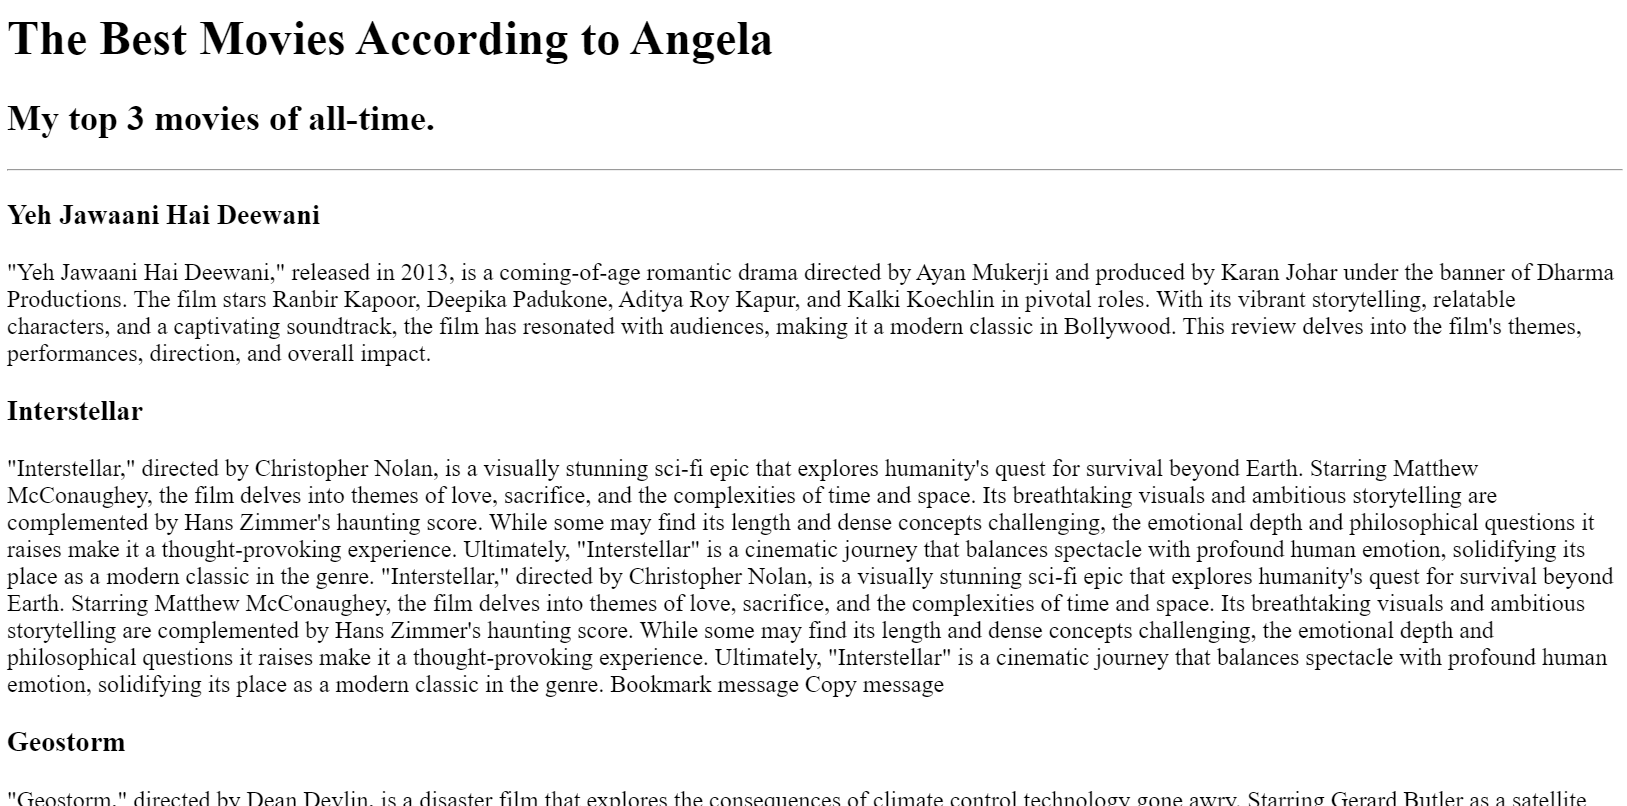 The Best Movies According to Angela
My top 3 movies of all-time.
Yeh Jawaani Hai Deewani
"Yeh Jawaani Hai Deewani," released in 2013, is a coming-of-age romantic drama directed by Ayan Mukerji and produced by Karan Johar under the banner of Dharma
Productions. The film stars Ranbir Kapoor, Deepika Padukone, Aditya Roy Kapur, and Kalki Koechlin in pivotal roles. With its vibrant storytelling, relatable
characters, and a captivating soundtrack, the film has resonated with audiences, making it a modern classic in Bollywood. This review delves into the film's themes,
performances, direction, and overall impact.
Interstellar
"Interstellar," directed by Christopher Nolan, is a visually stunning sci-fi epic that explores humanity's quest for survival beyond Earth. Starring Matthew
McConaughey, the film delves into themes of love, sacrifice, and the complexities of time and space. Its breathtaking visuals and ambitious storytelling are
complemented by Hans Zimmer's haunting score. While some may find its length and dense concepts challenging, the emotional depth and philosophical questions it
raises make it a thought-provoking experience. Ultimately, "Interstellar" is a cinematic journey that balances spectacle with profound human emotion, solidifying its
place as a modern classic in the genre. "Interstellar," directed by Christopher Nolan, is a visually stunning sci-fi epic that explores humanity's quest for survival beyond
Earth. Starring Matthew McConaughey, the film delves into themes of love, sacrifice, and the complexities of time and space. Its breathtaking visuals and ambitious
storytelling are complemented by Hans Zimmer's haunting score. While some may find its length and dense concepts challenging, the emotional depth and
philosophical questions it raises make it a thought-provoking experience. Ultimately, "Interstellar" is a cinematic journey that balances spectacle with profound human
emotion, solidifying its place as a modern classic in the genre. Bookmark message Copy message
Geostorm
"Geostorm," directed by Dean Devlin, is a disaster film that explores the consequences of climate control technology gone awry. Starring Gerard Butler as a satellite